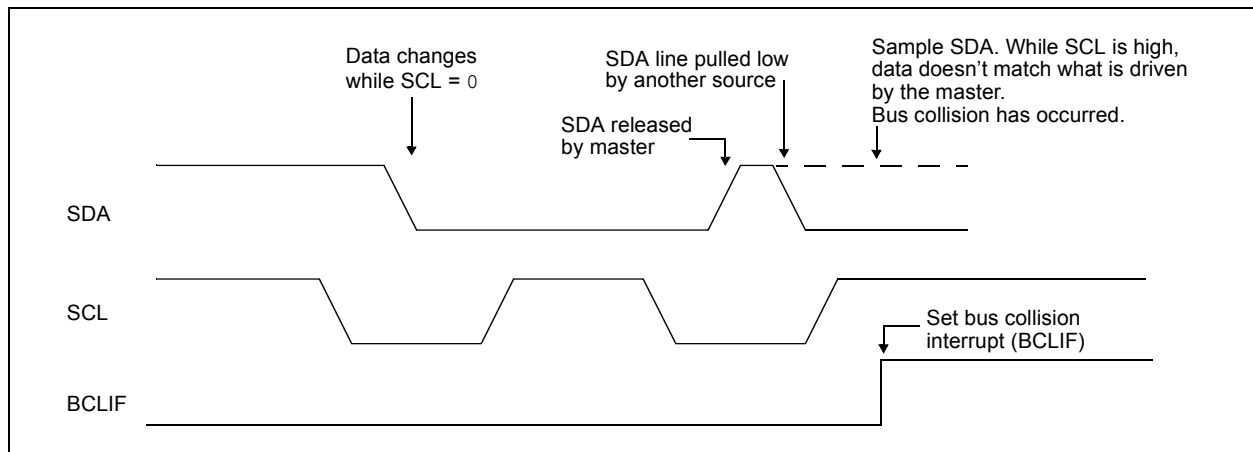 Data changes
while SCL = 0
SDA line pulled low
by another source
SDA released
by master
Sample SDA. While SCL is high,
data doesn’t match what is driven
by the master.
Bus collision has occurred.
SDA
SCL
Set bus collision
interrupt (BCLIF)
BCLIF